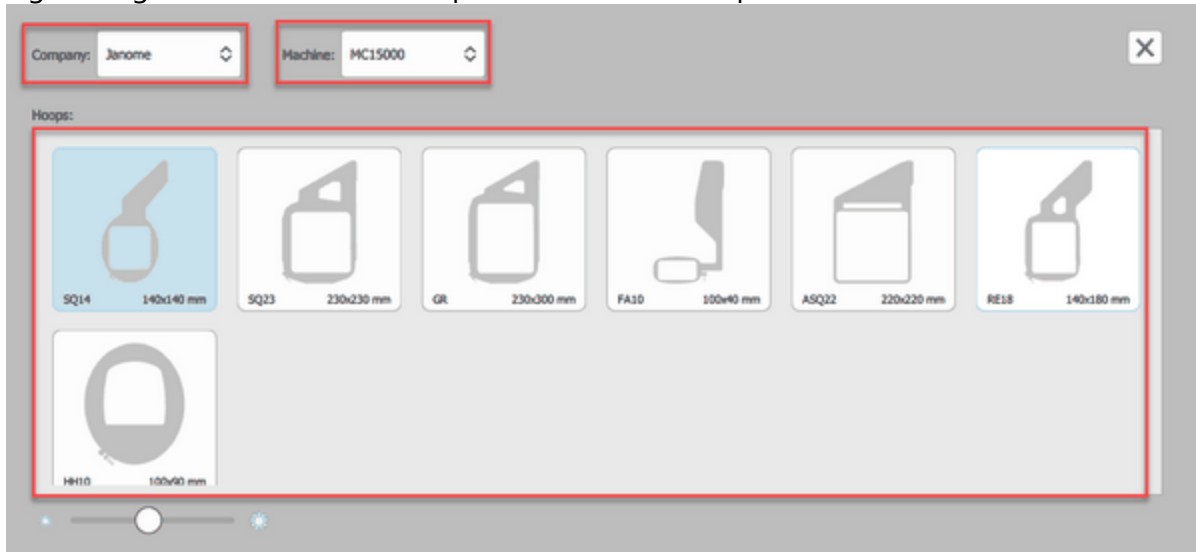 Company: Janome Machine: MC15000
Hoops:
SQ14 140x140 mm SQ23 230x230 mm GR 230x300 mm FA10 100x40 mm ASQ22 220x220 mm RE18 140x180 mm
HH10 100x90 mm